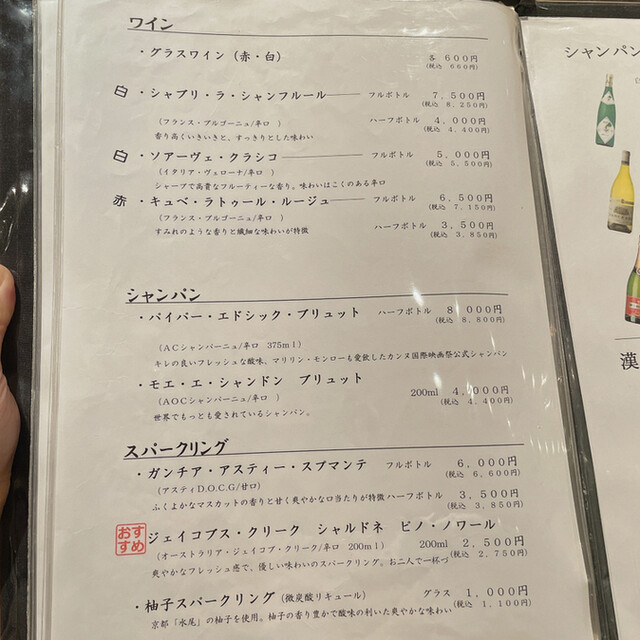 ワイン
・グラスワイン（赤・白） 各 600円
（税込 660円）
白 ・シャブリ・ラ・シャンフルール フルボトル 7,500円
（税込 8,250円）
（フランス・ブルゴーニュ/辛口 ） ハーフボトル 4,000円
香り高くいきいきと、すっきりとした味わい （税込 4,400円）
白 ・ソアーヴェ・クラシコ フルボトル 5,000円
（イタリア・ヴェローナ/辛口 ） （税込 5,500円）
シャープで高貴なフルーティーな香り。味わいはこくのある辛口
赤 ・キュベ・ラトゥール・ルージュ フルボトル 6,500円
（フランス・ブルゴーニュ/辛口 ） （税込 7,150円）
すみれのような香りと繊細な味わいが特徴 ハーフボトル 3,500円
（税込 3,850円）
シャンパン
・パイパー・エドシック・ブリュット ハーフボトル 8,000円
（税込 8,800円）
（ACシャンパーニュ/辛口 375ml）
キレの良いフレッシュな酸味、マリリン・モンローも愛飲したカンヌ国際映画祭公式シャンパン
・モエ・エ・シャンドン ブリュット 200ml 4,000円
（AOCシャンパーニュ/辛口 ） （税込 4,400円）
世界でもっとも愛されているシャンパン。
スパークリング
・ガンチア・アスティー・スプマンテ フルボトル 6,000円
（アスティD.O.C.G/甘口） （税込 6,600円）
ふくよかなマスカットの香りと甘く爽やかな口当たりが特徴 ハーフボトル 3,500円
（税込 3,850円）
おすすめ ジェイコブス・クリーク シャルドネ ピノ・ノワール
（オーストラリア・ジェイコブ・クリーク/辛口 200ml） 200ml 2,500円
爽やかなフレッシュ感で、優しい味わいのスパークリング。お二人で一杯づ （税込 2,750円）
・柚子スパークリング（微炭酸リキュール） グラス 1,000円
京都「水尾」の柚子を使用。柚子の香り豊かで酸味の利いた爽やかな味わい （税込 1,100円）
シャンパン
漢